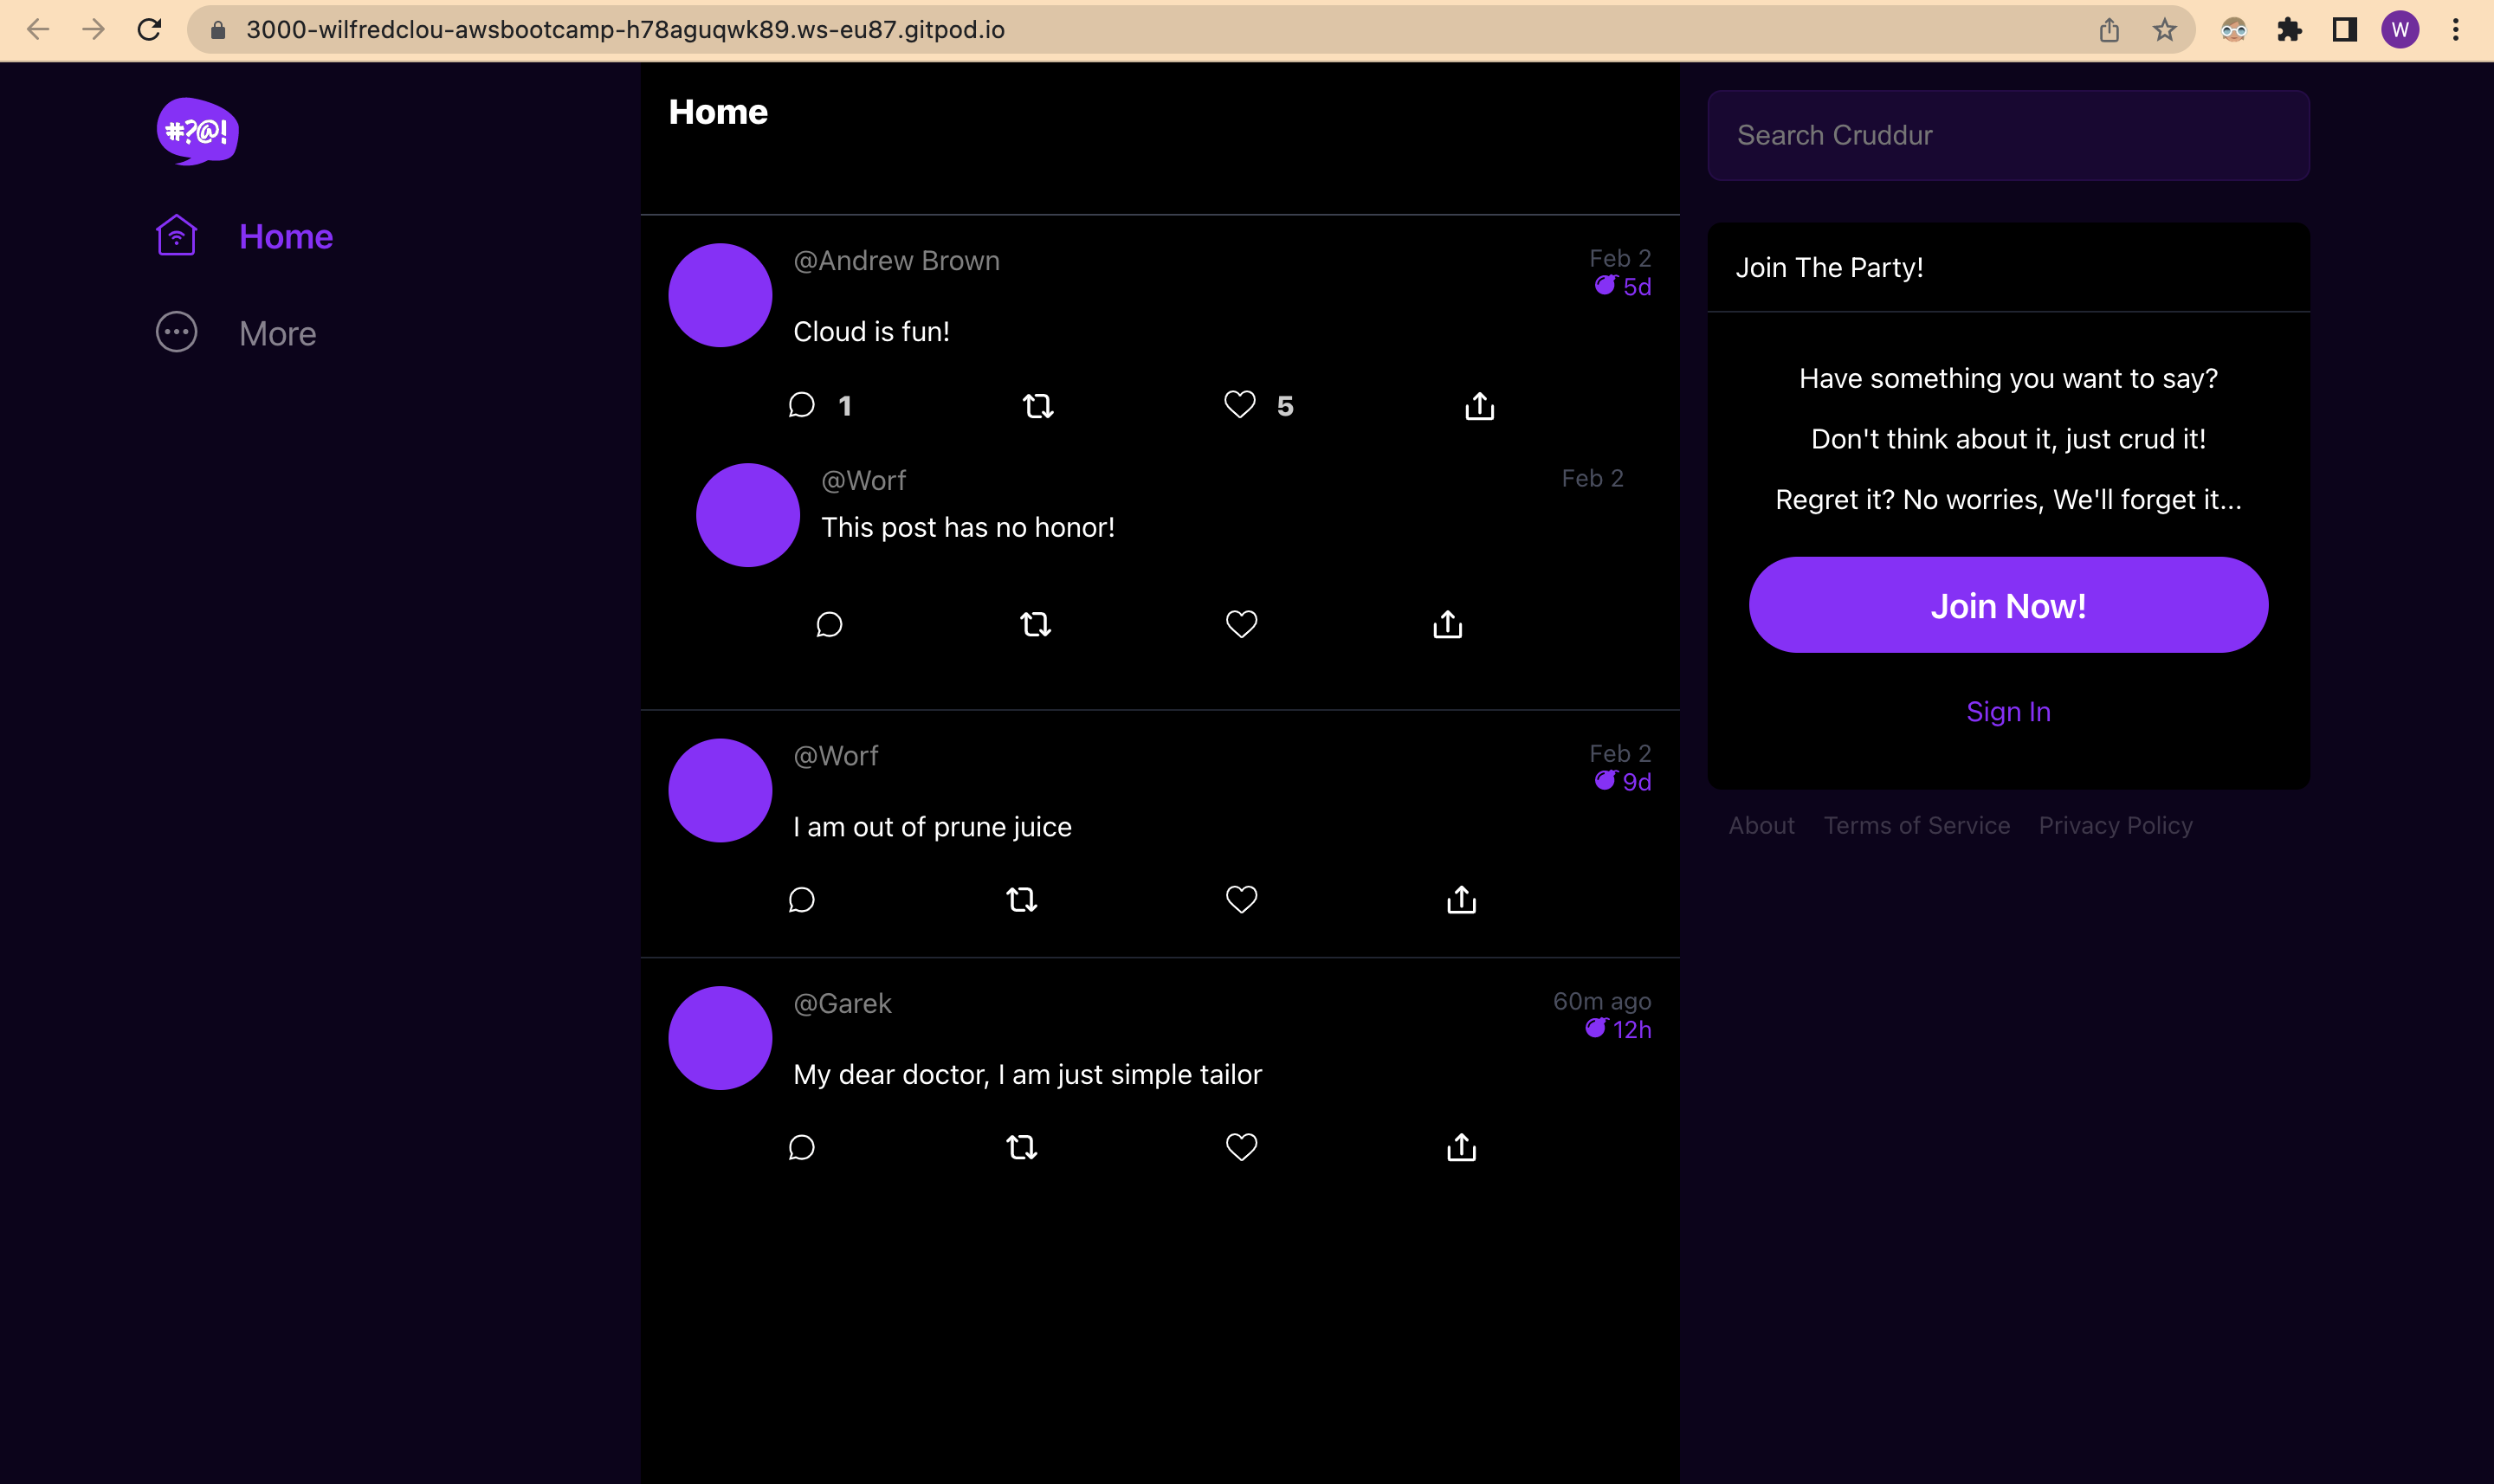 3000-wilfredclou-awsbootcamp-h78aguqwk89.ws-eu87.gitpod.io
W
#?@!
Home
More
Home
@Andrew Brown
Feb 2
5d
Cloud is fun!
1
5
@Worf
Feb 2
This post has no honor!
@Worf
Feb 2
9d
I am out of prune juice
@Garek
60m ago
12h
My dear doctor, I am just simple tailor
Search Cruddur
Join The Party!
Have something you want to say?
Don't think about it, just crud it!
Regret it? No worries, We'll forget it...
Join Now!
Sign In
About Terms of Service Privacy Policy